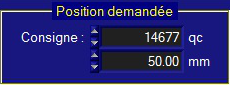 Position demandée
Consigne : 14677 qc
50.00 mm